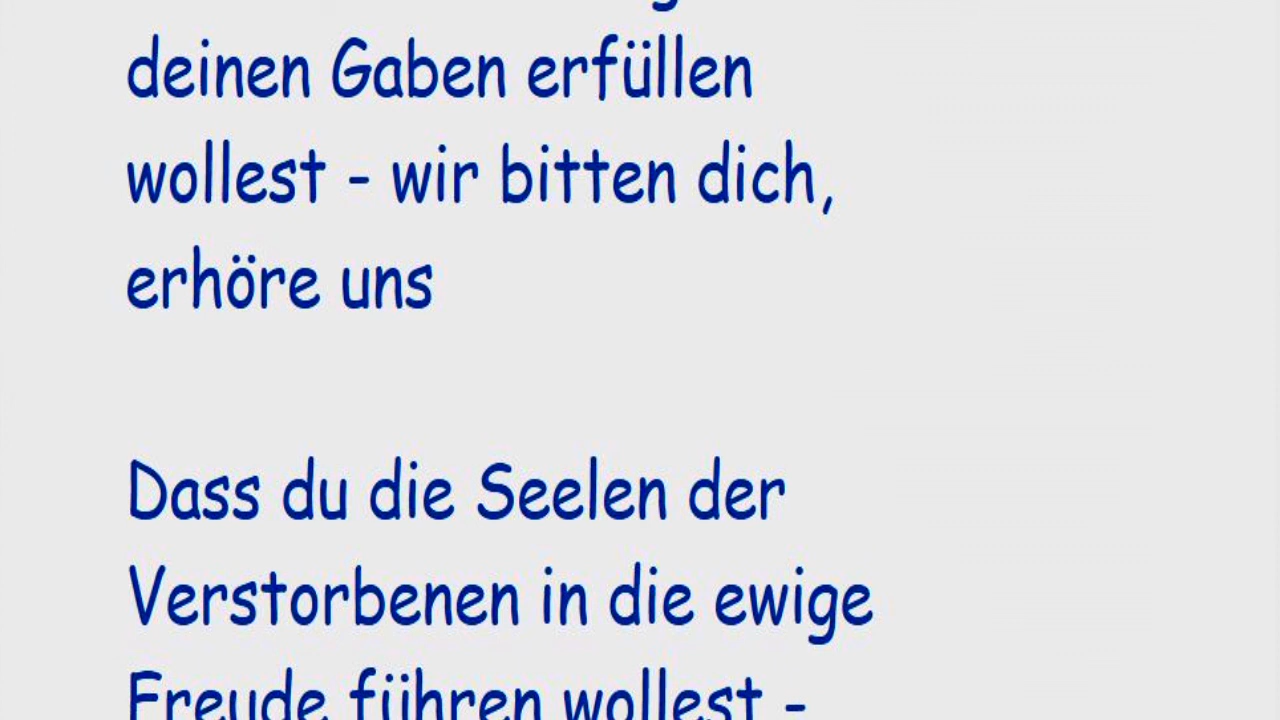 deinen Gaben erfüllen
wollest - wir bitten dich,
erhöre uns
Dass du die Seelen der
Verstorbenen in die ewige
Freude führen wollest -